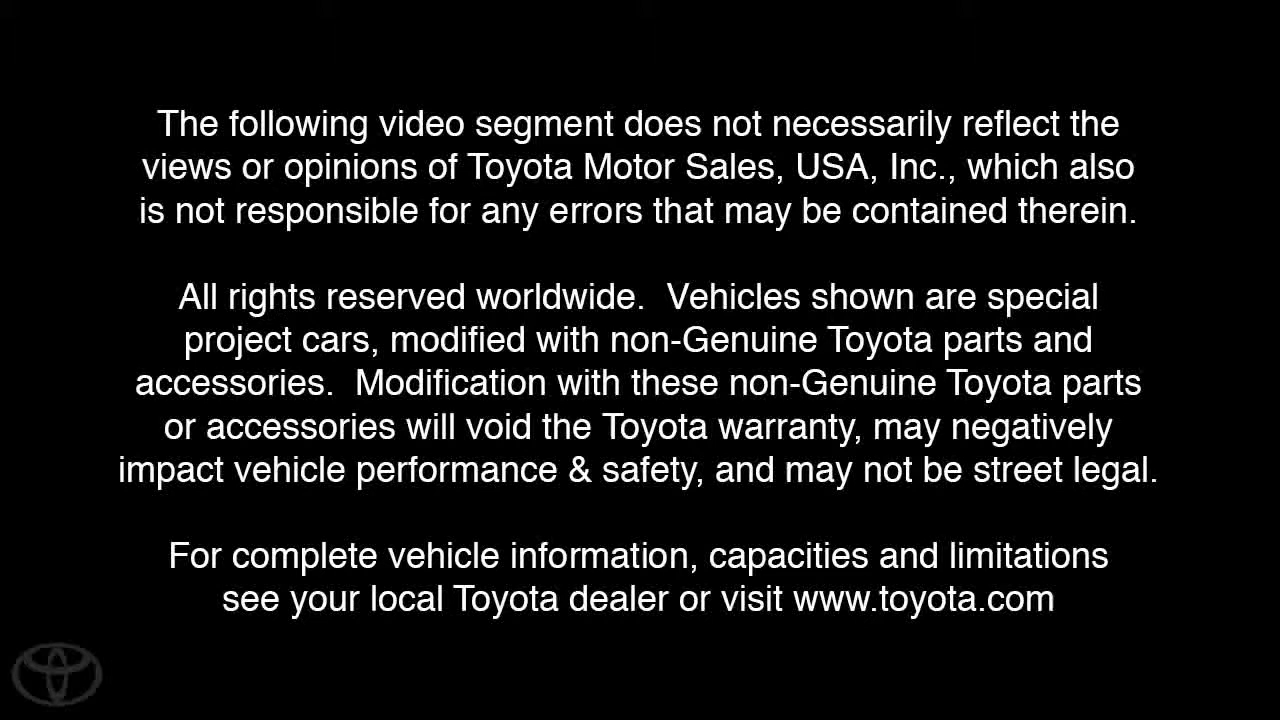 The following video segment does not necessarily reflect the
views or opinions of Toyota Motor Sales, USA, Inc., which also
is not responsible for any errors that may be contained therein.
All rights reserved worldwide.  Vehicles shown are special
project cars, modified with non-Genuine Toyota parts and
accessories.  Modification with these non-Genuine Toyota parts
or accessories will void the Toyota warranty, may negatively
impact vehicle performance & safety, and may not be street legal.
For complete vehicle information, capacities and limitations
see your local Toyota dealer or visit www.toyota.com